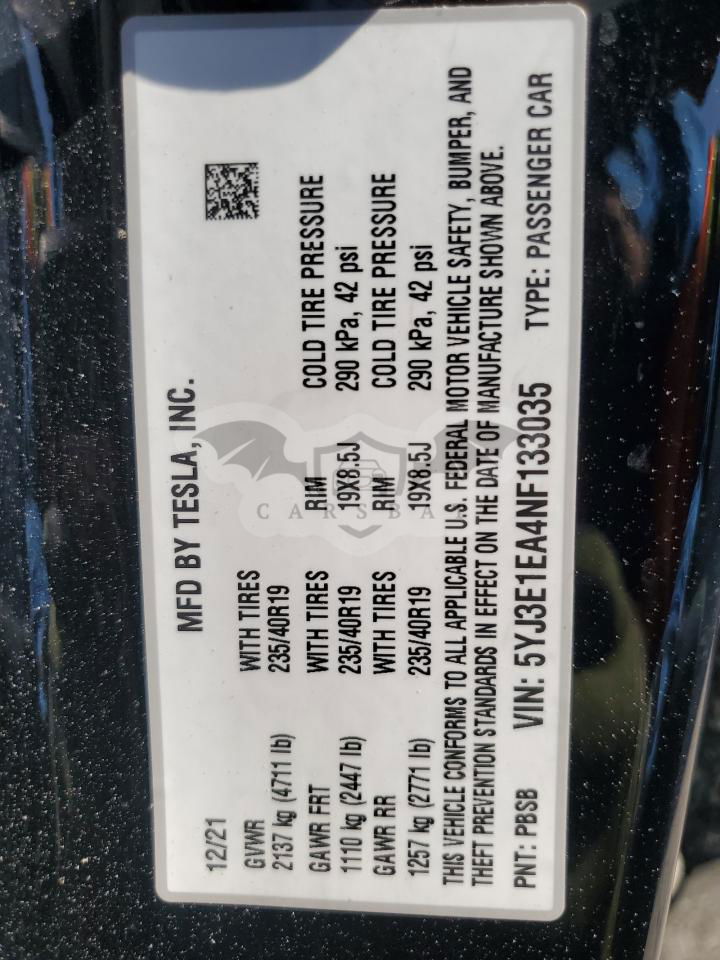 MFD BY TESLA, INC.
12/21
GVWR WITH TIRES
2137 kg (4711 lb) 235/40R19
GAWR FRT WITH TIRES RIM COLD TIRE PRESSURE
1110 kg (2447 lb) 235/40R19 19X8.5J 290 kPa, 42 psi
GAWR RR WITH TIRES RIM COLD TIRE PRESSURE
1257 kg (2771 lb) 235/40R19 19X8.5J 290 kPa, 42 psi
THIS VEHICLE CONFORMS TO ALL APPLICABLE U.S. FEDERAL MOTOR VEHICLE SAFETY, BUMPER, AND
THEFT PREVENTION STANDARDS IN EFFECT ON THE DATE OF MANUFACTURE SHOWN ABOVE.
PNT: PBSB VIN: 5YJ3E1EA4NF133035 TYPE: PASSENGER CAR